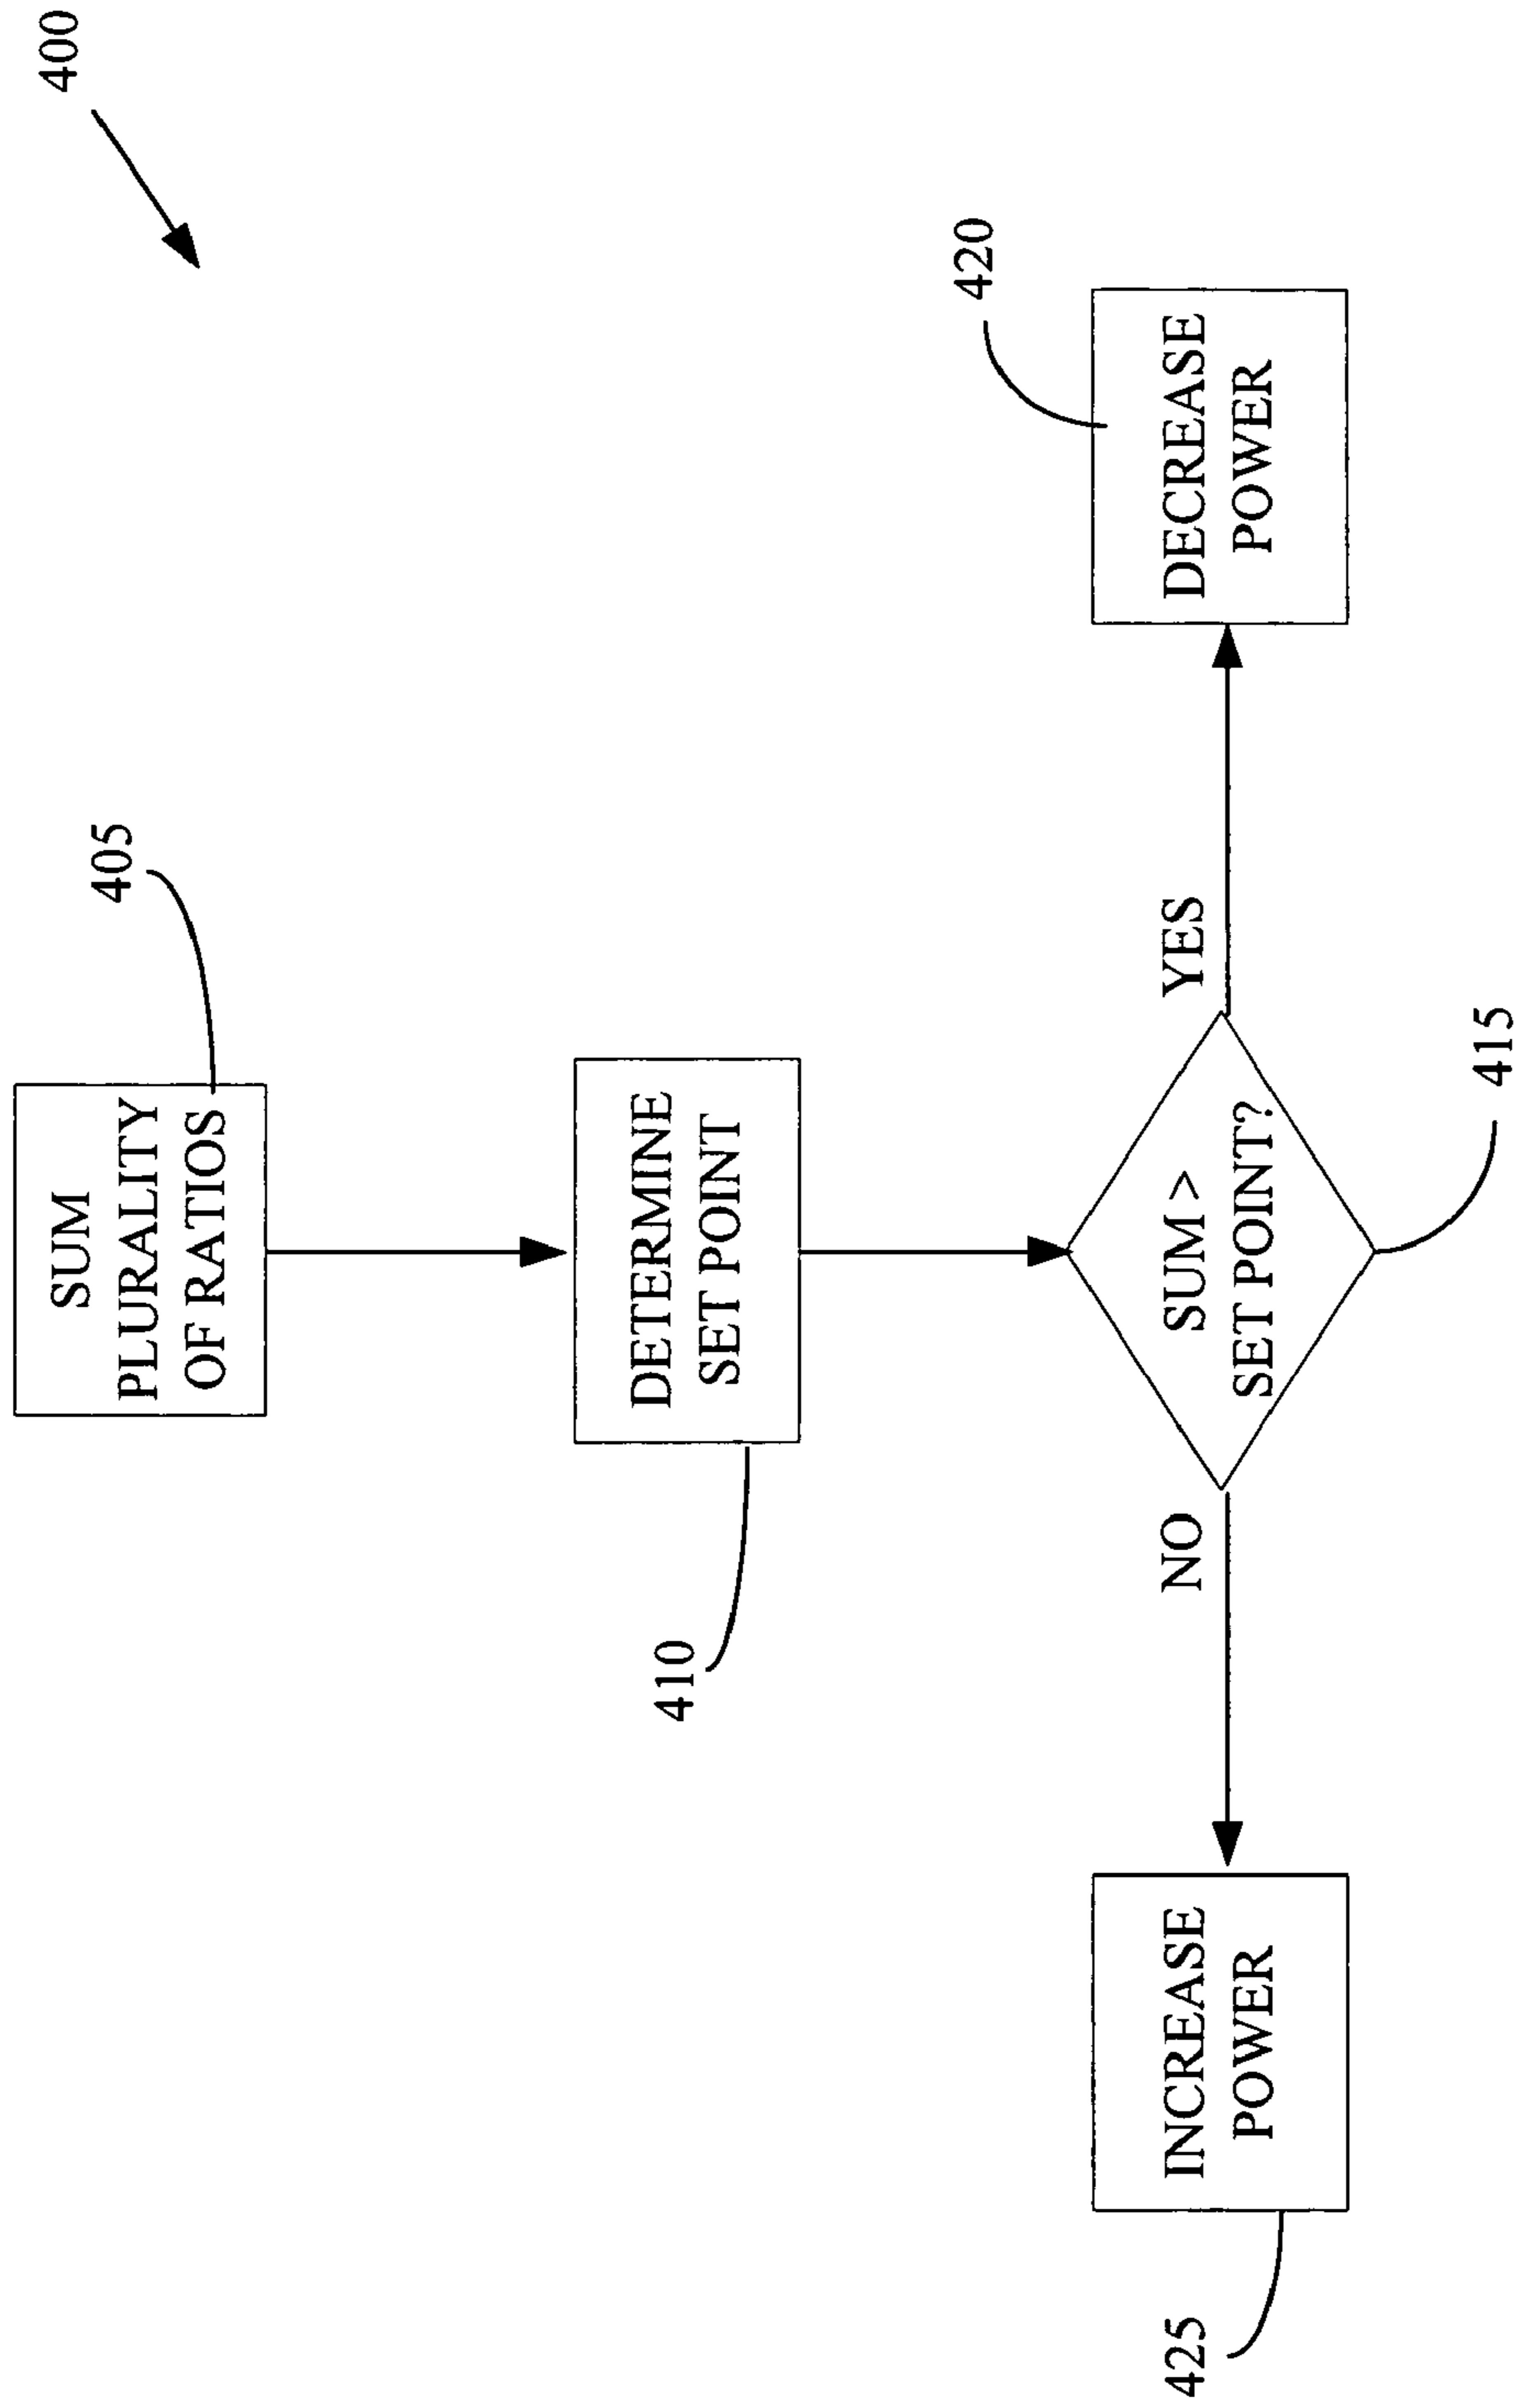 400
405
SUM
PLURALITY
OF RATIOS
410
DETERMINE
SET POINT
NO
SUM >
SET POINT?
YES
415
425
INCREASE
POWER
420
DECREASE
POWER